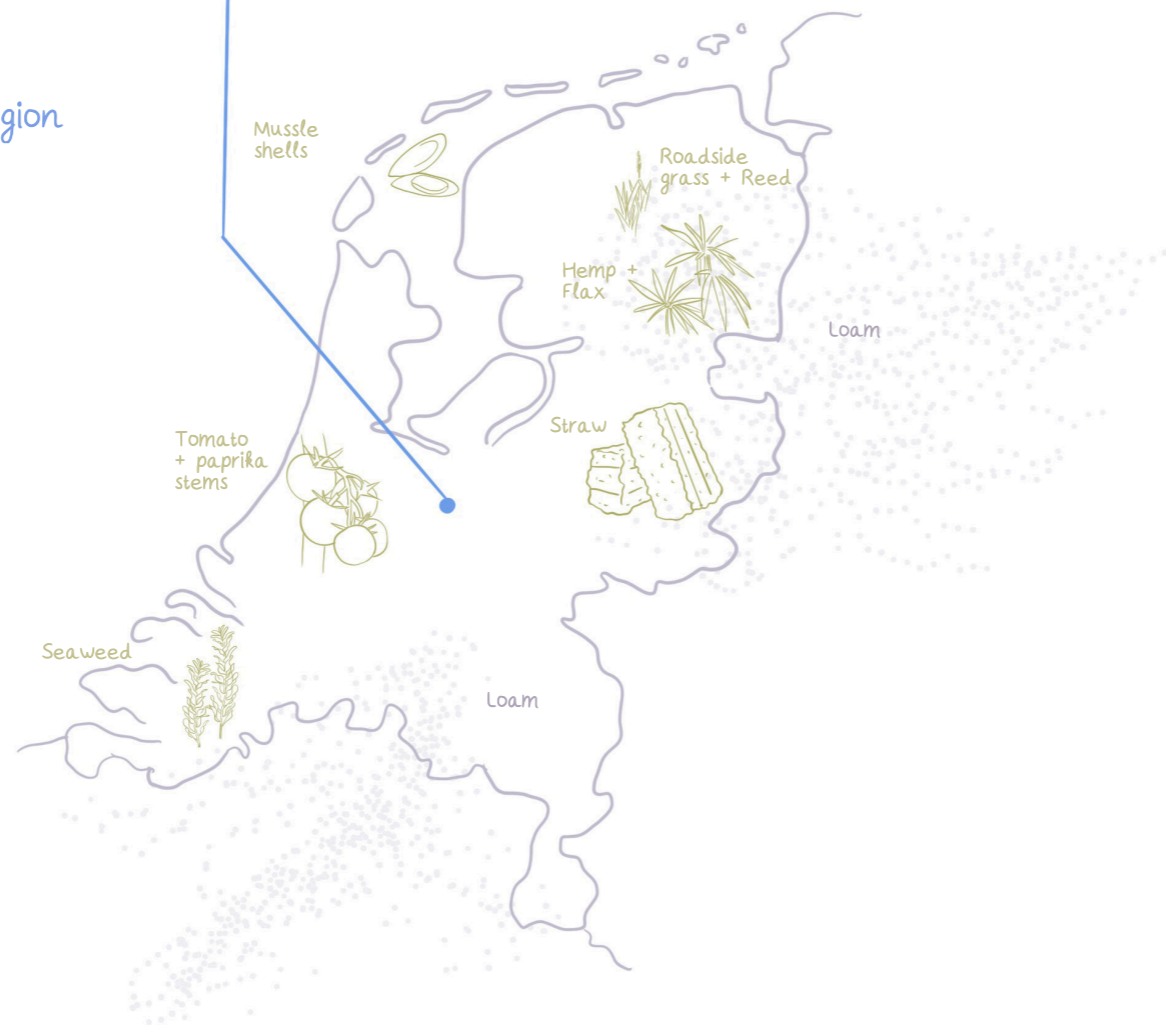 gion
Mussle
shells
Roadside
grass + Reed
Hemp +
Flax
Loam
Straw
Tomato
+ paprika
stems
Seaweed
Loam